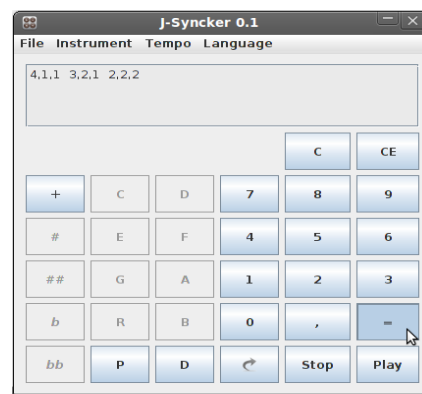 J-Syncker 0.1
File Instrument Tempo Language
4,1,1 3,2,1 2,2,2
C CE
+ C D 7 8 9
# E F 4 5 6
## G A 1 2 3
b R B 0 , =
bb P D Stop Play